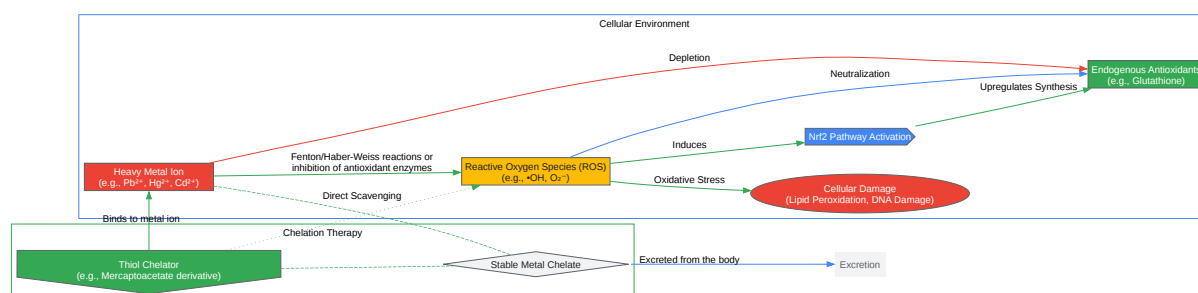 Cellular Environment
Depletion
Neutralization
Endogenous Antioxidants
(e.g., Glutathione)
Upregulates Synthesis
Nrf2 Pathway Activation
Induces
Fenton/Haber-Weiss reactions or
inhibition of antioxidant enzymes
Reactive Oxygen Species (ROS)
(e.g., •OH, O₂⁻)
Heavy Metal Ion
(e.g., Pb²⁺, Hg²⁺, Cd²⁺)
Oxidative Stress
Cellular Damage
(Lipid Peroxidation, DNA Damage)
Direct Scavenging
Binds to metal ion
Chelation Therapy
Thiol Chelator
(e.g., Mercaptoacetate derivative)
Stable Metal Chelate
Excreted from the body
Excretion